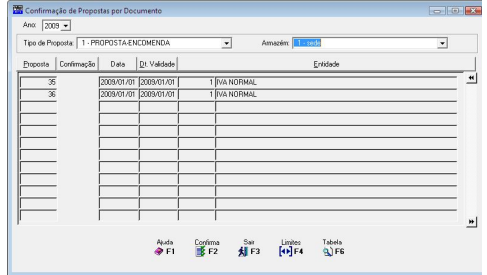 Confirmação de Propostas por Documento
Ano: 2009
Tipo de Proposta: 1 - PROPOSTA-ENCOMENDA Armazém: 1 - sede
Proposta Confirmação Data Dt. Validade Entidade
35 2009/01/01 2009/01/01 1 IVA NORMAL
36 2009/01/01 2009/01/01 1 IVA NORMAL
Ajuda Confirma Sair Limites Tabela
F1 F2 F3 F4 F6